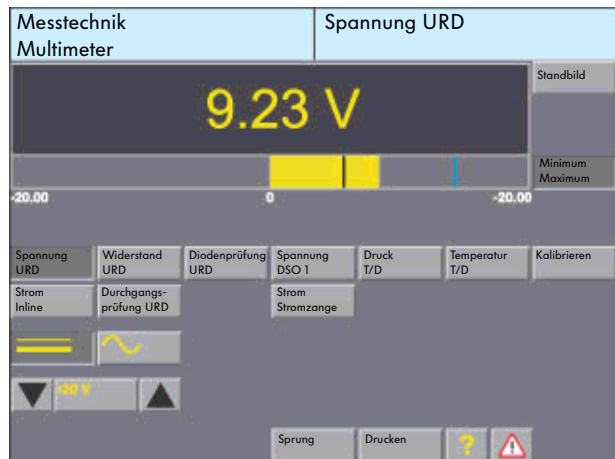 Messtechnik
Multimeter
Spannung URD
Standbild
9.23 V
Minimum
Maximum
-20.00
0
-20.00
Spannung
URD
Widerstand
URD
Diodenprüfung
URD
Spannung
DSO 1
Druck
T/D
Temperatur
T/D
Kalibrieren
Strom
Inline
Durchgangs-
prüfung URD
Strom
Stromzange
±20 V
Sprung
Drucken
?